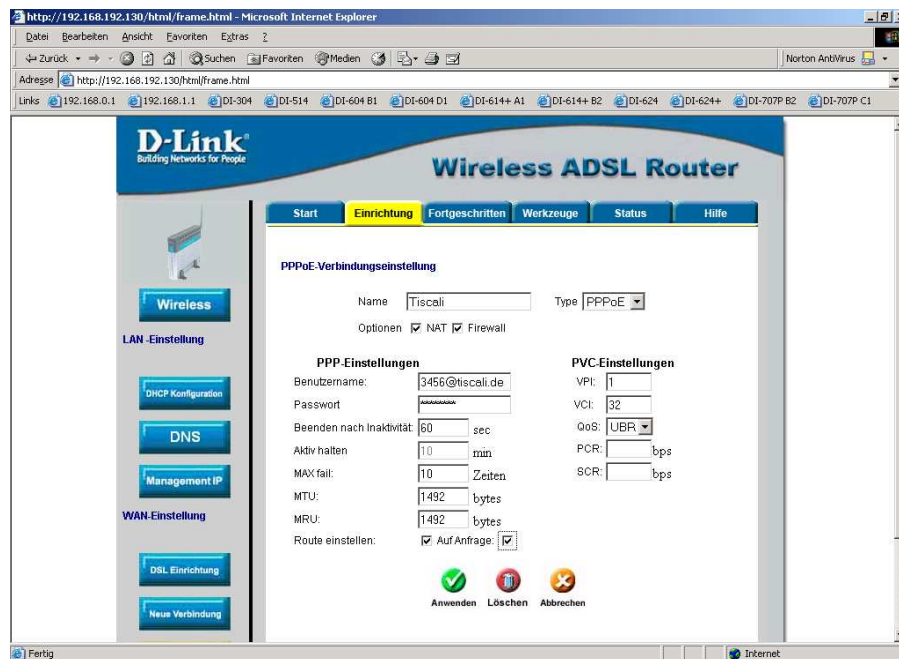 http://192.168.192.130/html/frame.html - Microsoft Internet Explorer
Datei Bearbeiten Ansicht Favoriten Extras ?
Zurück Suchen Favoriten Medien Norton AntiVirus
Adresse http://192.168.192.130/html/frame.html
Links 192.168.0.1 192.168.1.1 DI-304 DI-514 DI-604 B1 DI-604 D1 DI-614+ A1 DI-614+ B2 DI-624 DI-624+ DI-707P B2 DI-707P C1
D-Link®
Building Networks for People
Wireless ADSL Router
Start Einrichtung Fortgeschritten Werkzeuge Status Hilfe
Wireless
LAN -Einstellung
DHCP Konfiguration
DNS
Management IP
WAN-Einstellung
DSL Einrichtung
Neue Verbindung
PPPoE-Verbindungseinstellung
Name Tiscali Type PPPoE
Optionen NAT Firewall
PPP-Einstellungen
Benutzername: 3456@tiscali.de
Passwort ********
Beenden nach Inaktivität: 60 sec
Aktiv halten 10 min
MAX fail: 10 Zeiten
MTU: 1492 bytes
MRU: 1492 bytes
Route einstellen: Auf Anfrage:
PVC-Einstellungen
VPI: 1
VCI: 32
QoS: UBR
PCR: bps
SCR: bps
Anwenden Löschen Abbrechen
Fertig Internet